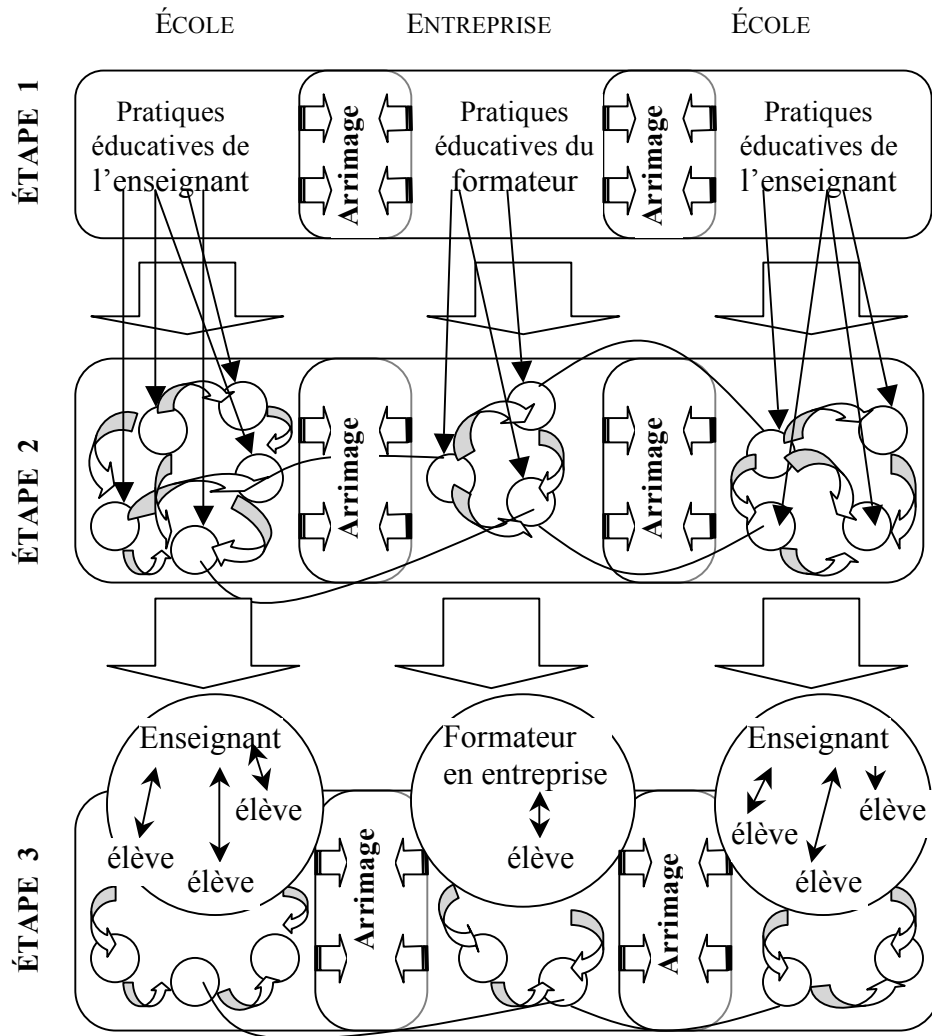 ÉCOLE
ENTREPRISE
ÉCOLE
ÉTAPE 1
Pratiques
éducatives de
l’enseignant
Arrimage
Pratiques
éducatives du
formateur
Arrimage
Pratiques
éducatives de
l’enseignant
ÉTAPE 2
Arrimage
Arrimage
ÉTAPE 3
Enseignant
élève
élève
élève
Arrimage
Formateur
en entreprise
élève
Arrimage
Enseignant
élève
élève
élève